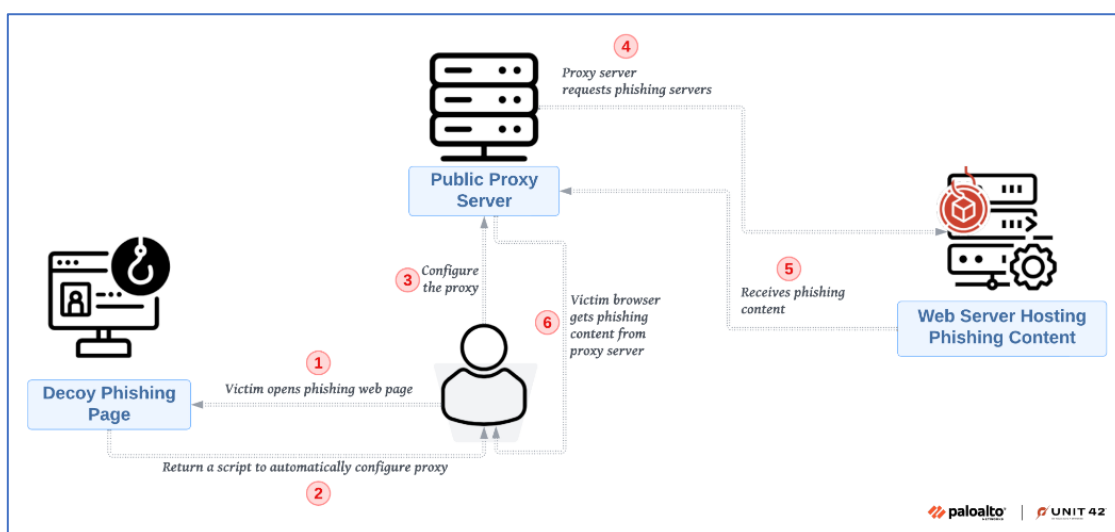 4
Proxy server
requests phishing servers
Public Proxy
Server
3
Configure
the proxy
5
Receives phishing
content
6
Victim browser
gets phishing
content from
proxy server
Web Server Hosting
Phishing Content
1
Victim opens phishing web page
Decoy Phishing
Page
Return a script to automatically configure proxy
2
paloalto
UNIT 42